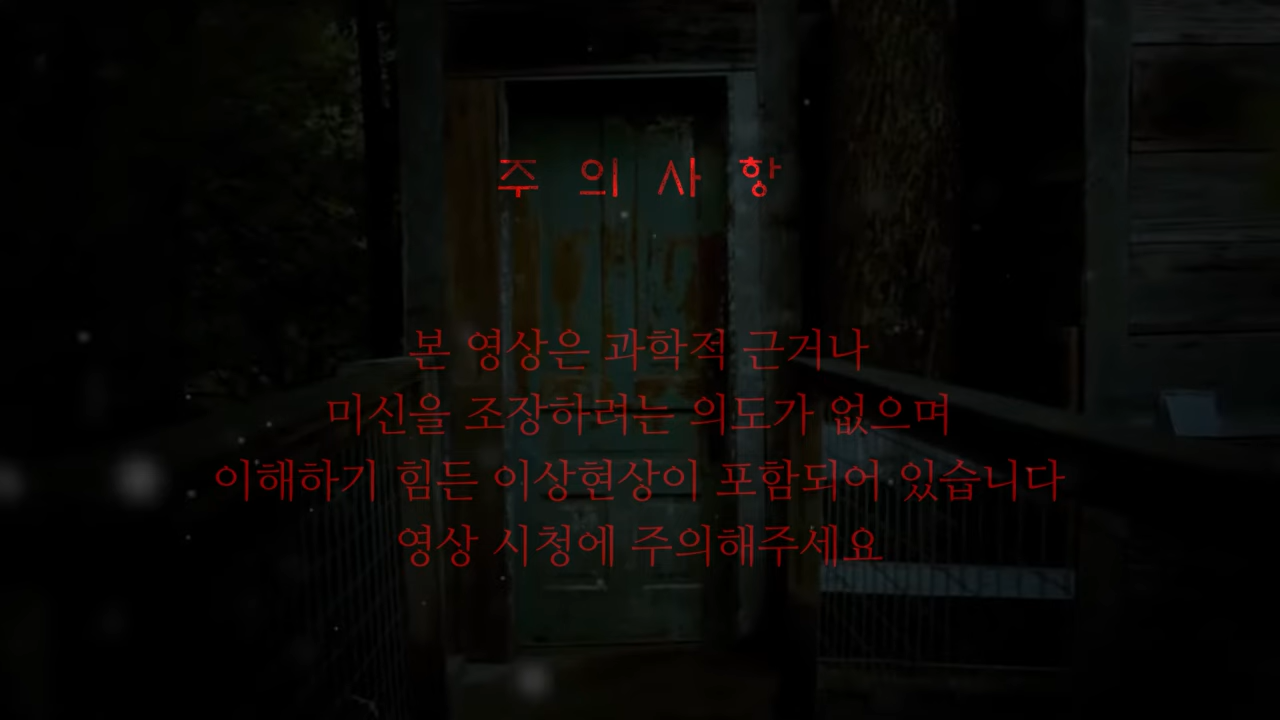 주 의 사 항
본 영상은 과학적 근거나
미신을 조장하려는 의도가 없으며
이해하기 힘든 이상현상이 포함되어 있습니다
영상 시청에 주의해주세요